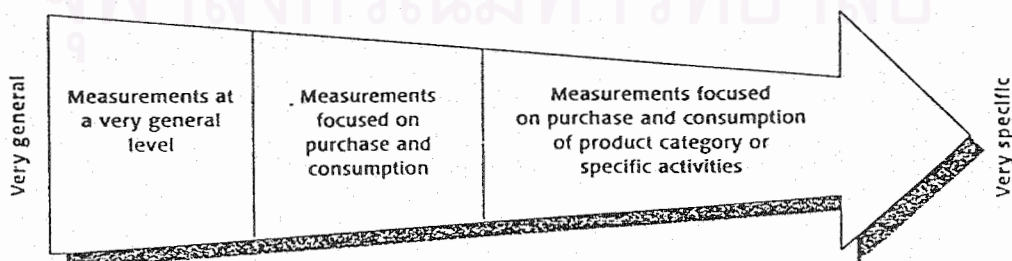 Very general
Measurements at
a very general
level
Measurements
focused on
purchase and
consumption
Measurements focused
on purchase and consumption
of product category or
specific activities
Very specific